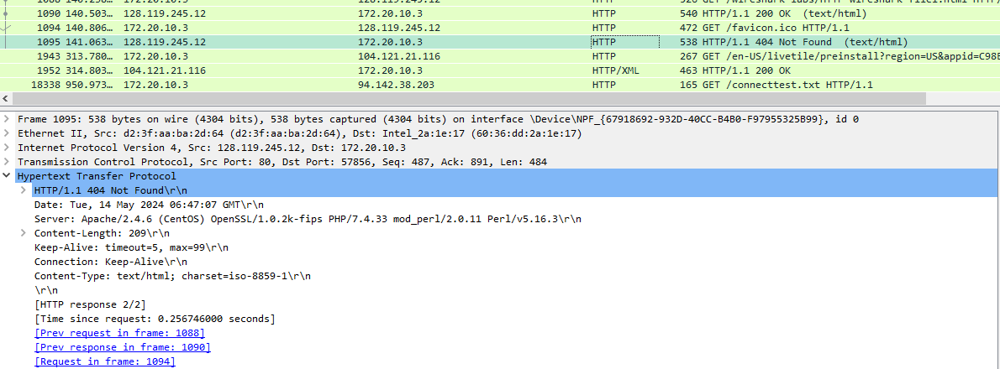 1090 140.503… 128.119.245.12 172.20.10.3 HTTP 540 HTTP/1.1 200 OK (text/html)
1094 140.806… 172.20.10.3 128.119.245.12 HTTP 472 GET /favicon.ico HTTP/1.1
1095 141.063… 128.119.245.12 172.20.10.3 HTTP 538 HTTP/1.1 404 Not Found (text/html)
1943 313.780… 172.20.10.3 104.121.21.116 HTTP 267 GET /en-US/livetile/preinstall?region=US&appid=C98E
1952 314.803… 104.121.21.116 172.20.10.3 HTTP/XML 463 HTTP/1.1 200 OK
18338 950.973… 172.20.10.3 94.142.38.203 HTTP 165 GET /connecttest.txt HTTP/1.1
Frame 1095: 538 bytes on wire (4304 bits), 538 bytes captured (4304 bits) on interface \Device\NPF_{67918692-932D-40CC-B4B0-F97955325B99}, id 0
Ethernet II, Src: d2:3f:aa:ba:2d:64 (d2:3f:aa:ba:2d:64), Dst: Intel_2a:1e:17 (60:36:dd:2a:1e:17)
Internet Protocol Version 4, Src: 128.119.245.12, Dst: 172.20.10.3
Transmission Control Protocol, Src Port: 80, Dst Port: 57856, Seq: 487, Ack: 891, Len: 484
Hypertext Transfer Protocol
HTTP/1.1 404 Not Found\r\n
Date: Tue, 14 May 2024 06:47:07 GMT\r\n
Server: Apache/2.4.6 (CentOS) OpenSSL/1.0.2k-fips PHP/7.4.33 mod_perl/2.0.11 Perl/v5.16.3\r\n
Content-Length: 209\r\n
Keep-Alive: timeout=5, max=99\r\n
Connection: Keep-Alive\r\n
Content-Type: text/html; charset=iso-8859-1\r\n
\r\n
[HTTP response 2/2]
[Time since request: 0.256746000 seconds]
[Prev request in frame: 1088]
[Prev response in frame: 1090]
[Request in frame: 1094]